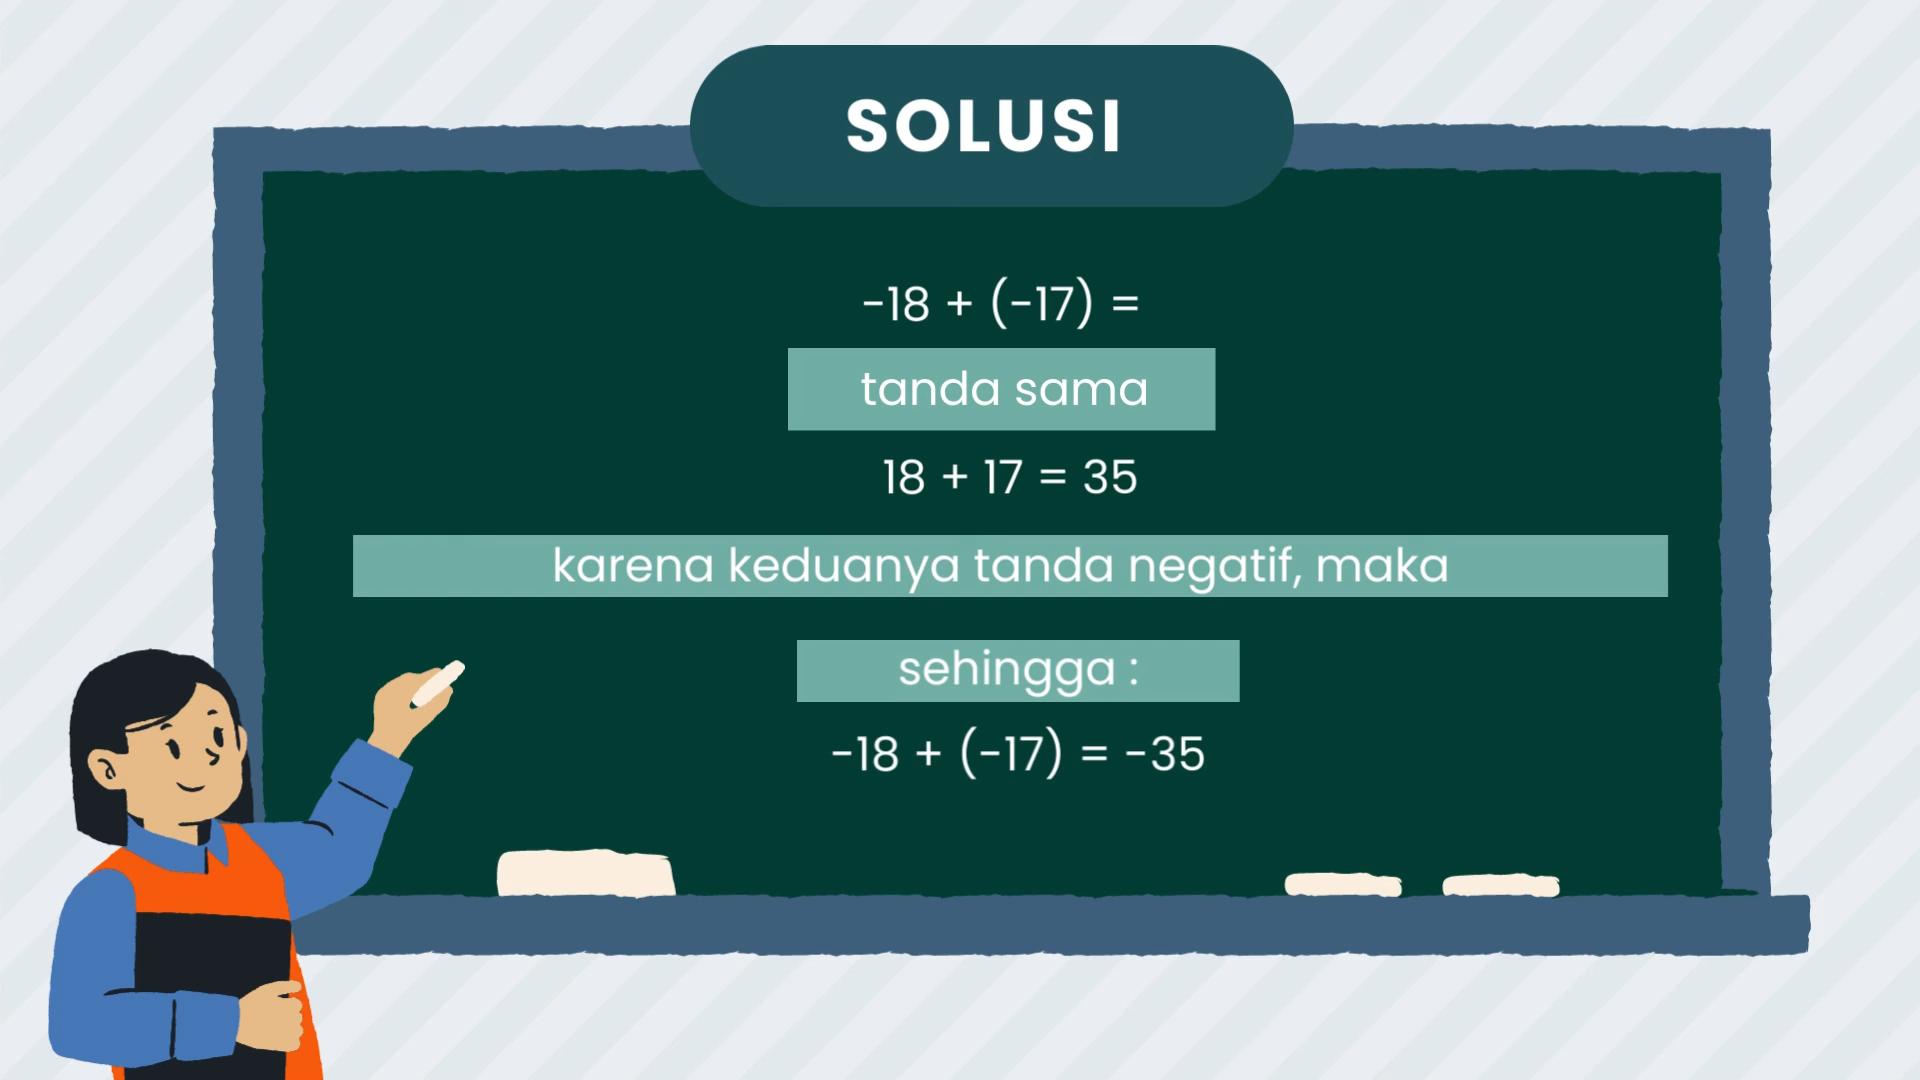 SOLUSI
-18 + (-17) =
tanda sama
18 + 17 = 35
karena keduanya tanda negatif, maka
sehingga :
-18 + (-17) = -35